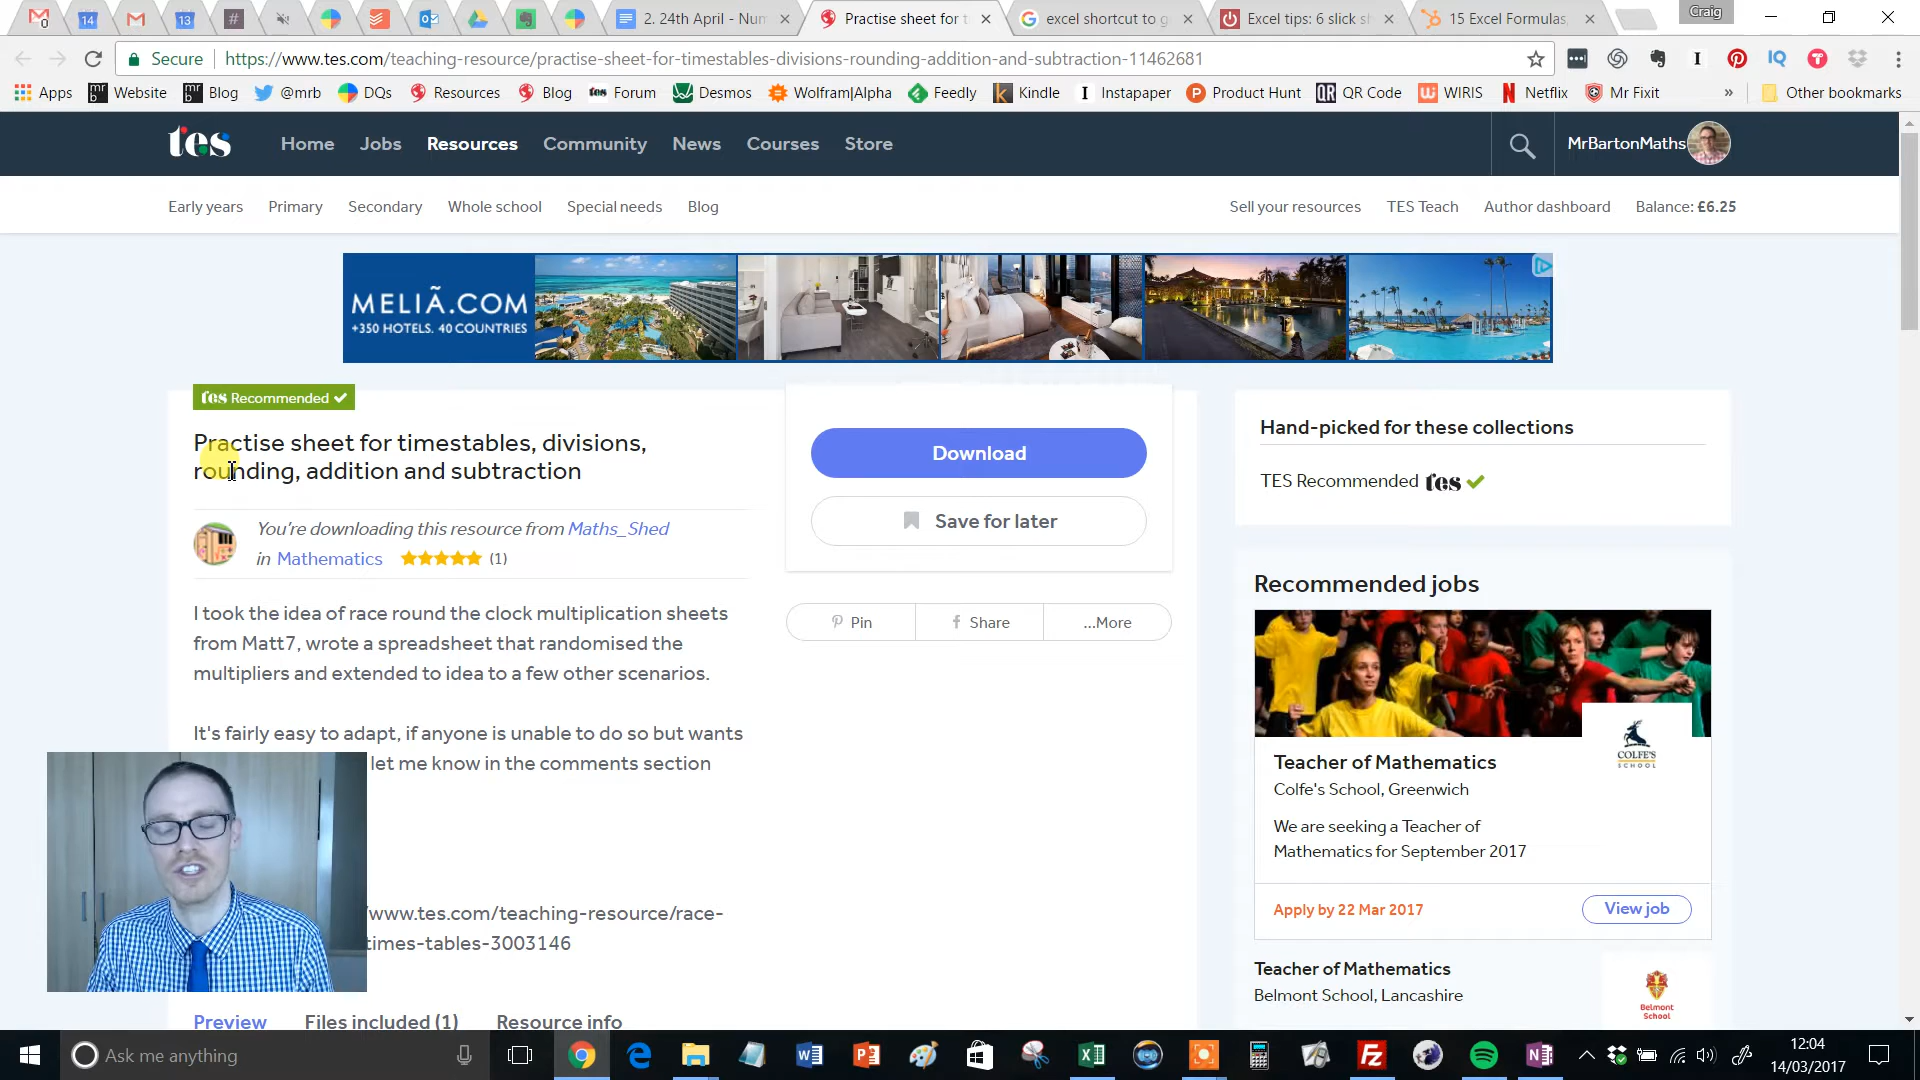 0
14
13
2. 24th April - Num
Practise sheet for t
excel shortcut to g
Excel tips: 6 slick s
15 Excel Formulas,
Craig
Secure
https://www.tes.com/teaching-resource/practise-sheet-for-timestables-divisions-rounding-addition-and-subtraction-11462681
Apps
Website
Blog
@mrb
DQs
Resources
Blog
Forum
Desmos
Wolfram|Alpha
Feedly
Kindle
Instapaper
Product Hunt
QR Code
WIRIS
Netflix
Mr Fixit
»
Other bookmarks
tes
Home
Jobs
Resources
Community
News
Courses
Store
MrBartonMaths
Early years
Primary
Secondary
Whole school
Special needs
Blog
Sell your resources
TES Teach
Author dashboard
Balance: £6.25
MELIÃ.COM
+350 HOTELS. 40 COUNTRIES
tes Recommended
Practise sheet for timestables, divisions,
rounding, addition and subtraction
You're downloading this resource from Maths_Shed
in Mathematics (1)
I took the idea of race round the clock multiplication sheets
from Matt7, wrote a spreadsheet that randomised the
multipliers and extended to idea to a few other scenarios.
It's fairly easy to adapt, if anyone is unable to do so but wants
let me know in the comments section
/www.tes.com/teaching-resource/race-
times-tables-3003146
Preview
Files included (1)
Resource info
Download
Save for later
Pin
Share
...More
Hand-picked for these collections
TES Recommended tes
Recommended jobs
COLFE'S
SCHOOL
Teacher of Mathematics
Colfe's School, Greenwich
We are seeking a Teacher of
Mathematics for September 2017
Apply by 22 Mar 2017
View job
Teacher of Mathematics
Belmont School, Lancashire
Belmont
School
Ask me anything
12:04
14/03/2017